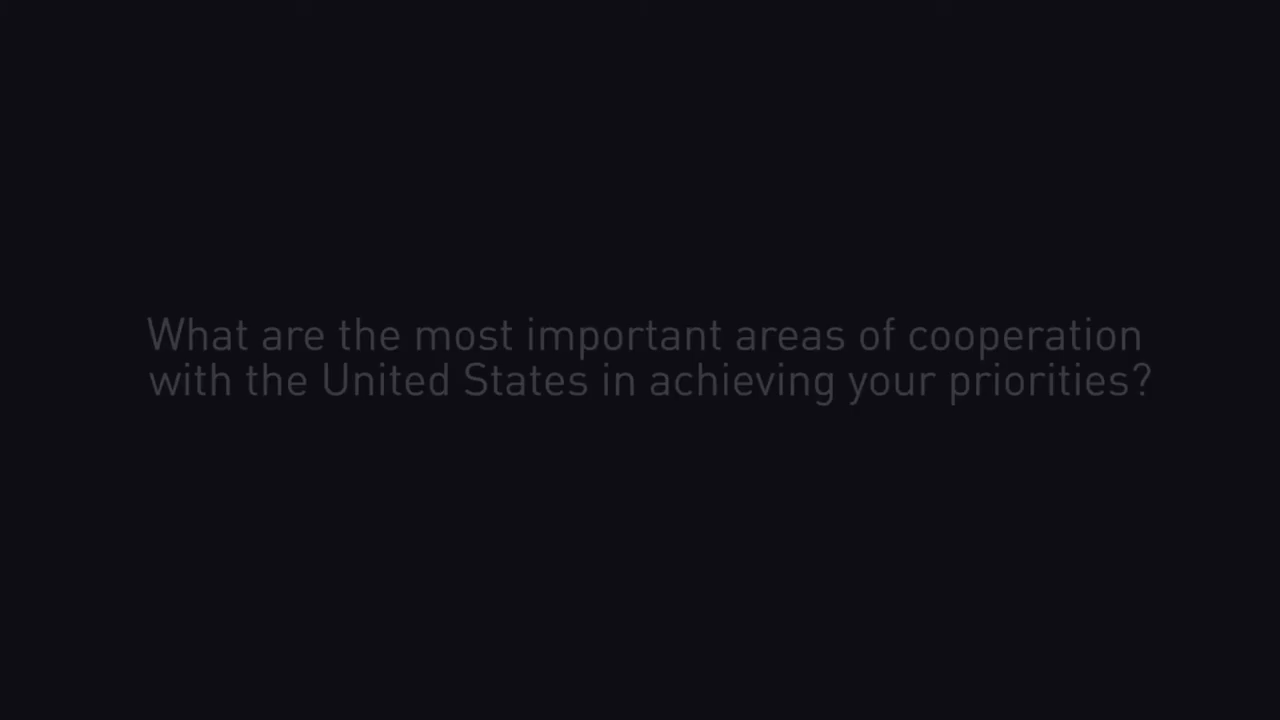 What are the most important areas of cooperation
with the United States in achieving your priorities?